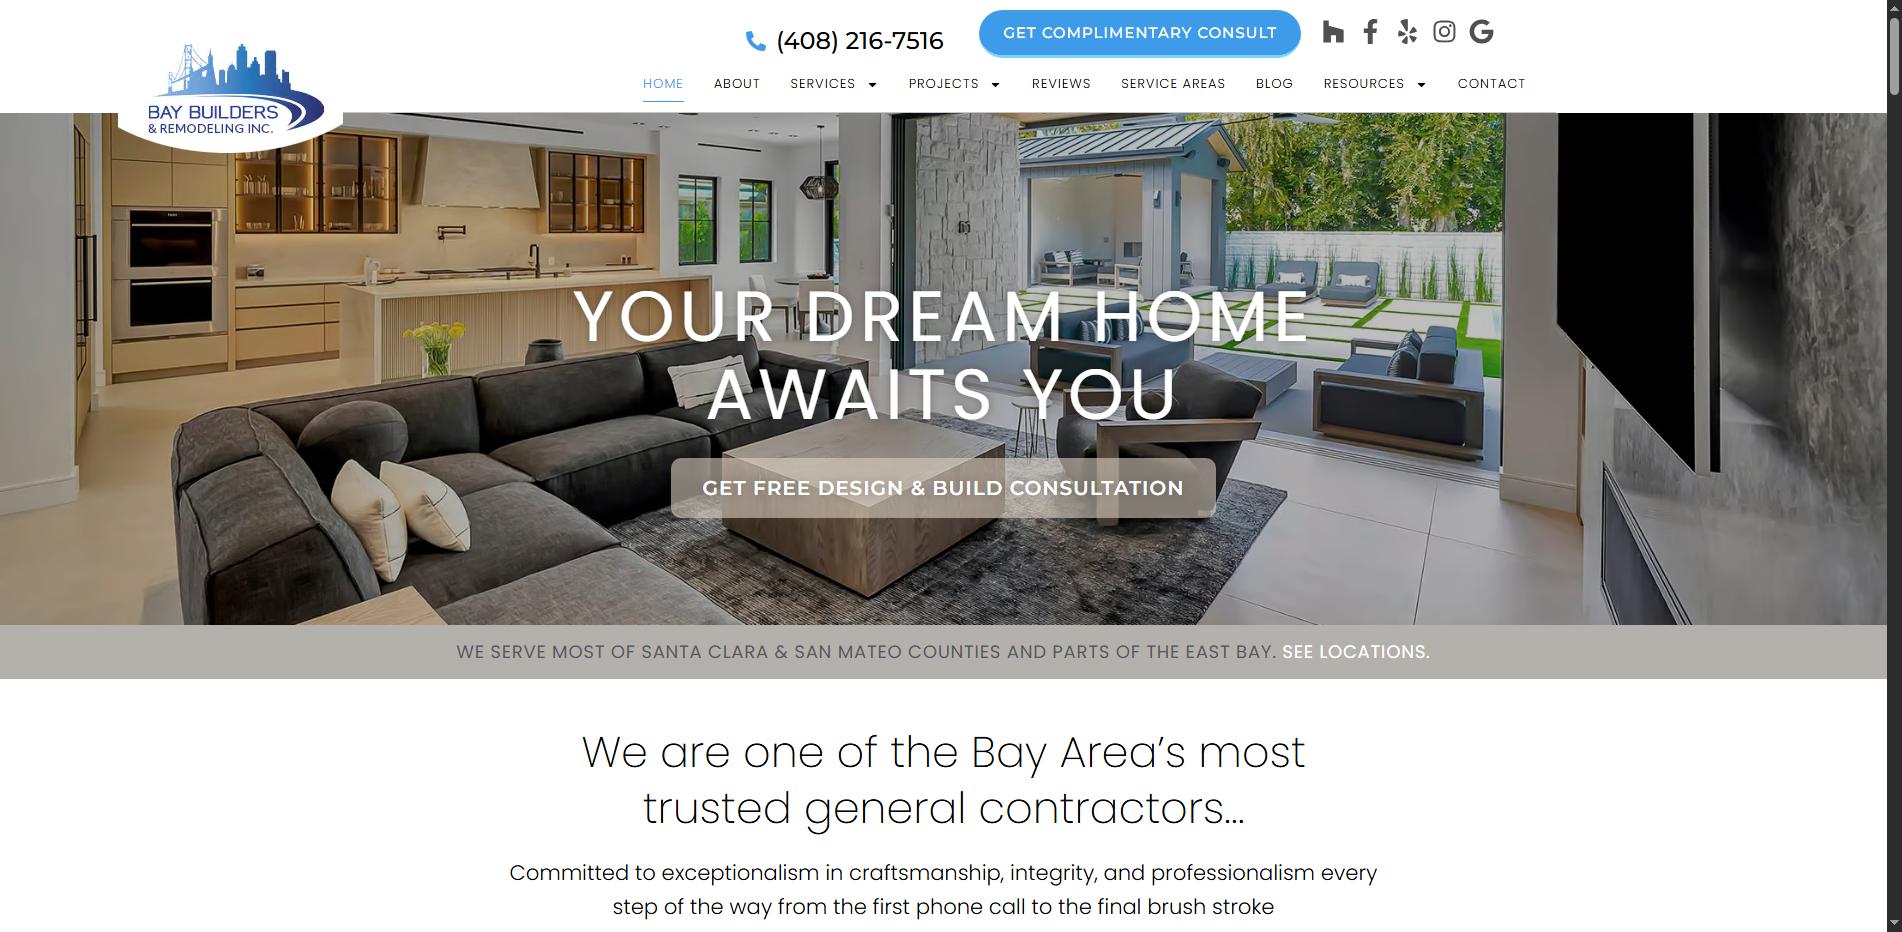 (408) 216-7516
GET COMPLIMENTARY CONSULT
BAY BUILDERS
& REMODELING INC.
HOME ABOUT SERVICES PROJECTS REVIEWS SERVICE AREAS BLOG RESOURCES CONTACT
YOUR DREAM HOME
AWAITS YOU
GET FREE DESIGN & BUILD CONSULTATION
WE SERVE MOST OF SANTA CLARA & SAN MATEO COUNTIES AND PARTS OF THE EAST BAY. SEE LOCATIONS.
We are one of the Bay Area’s most
trusted general contractors...
Committed to exceptionalism in craftsmanship, integrity, and professionalism every
step of the way from the first phone call to the final brush stroke